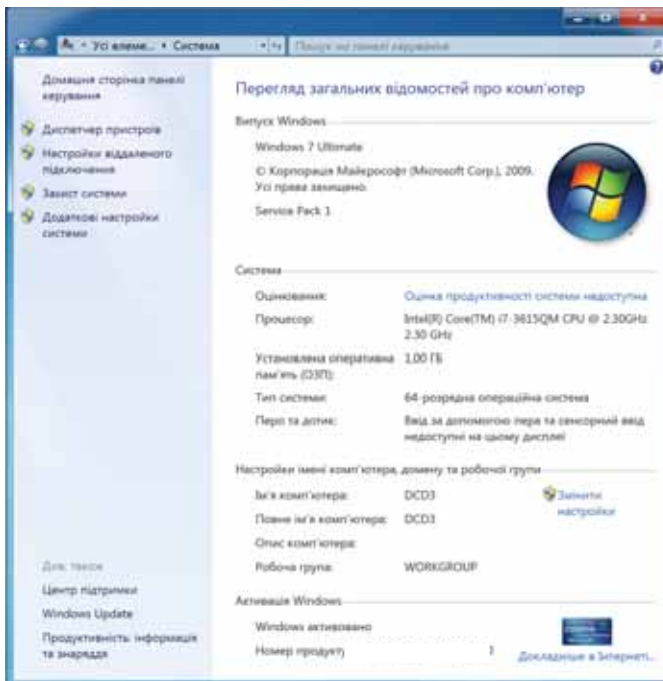 Усі елеме... Система
Пошук на панелі керування
Домашня сторінка панелі
керування
Диспетчер пристроїв
Настройки віддаленого
підключення
Захист системи
Додаткові настройки
системи
Перегляд загальних відомостей про комп'ютер
Випуск Windows
Windows 7 Ultimate
© Корпорація Майкрософт (Microsoft Corp.), 2009.
Усі права захищено.
Service Pack 1
Система
Оцінювання: Оцінка продуктивності системи недоступна
Процесор: Intel(R) Core(TM) i7-3615QM CPU @ 2.30GHz
2.30 GHz
Установлена оперативна 1,00 ГБ
пам'ять (ОЗП):
Тип системи: 64-розрядна операційна система
Перо та дотик: Ввід за допомогою пера та сенсорний ввід
недоступні на цьому дисплеї
Настройки імені комп'ютера, домену та робочої групи
Ім'я комп'ютера: DCD3 Змінити
настройки
Повне ім'я комп'ютера: DCD3
Опис комп'ютера:
Робоча група: WORKGROUP
Активація Windows
Windows активовано
Номер продукту
Докладніше в Інтернеті...
Див. також
Центр підтримки
Windows Update
Продуктивність: інформація
та знаряддя